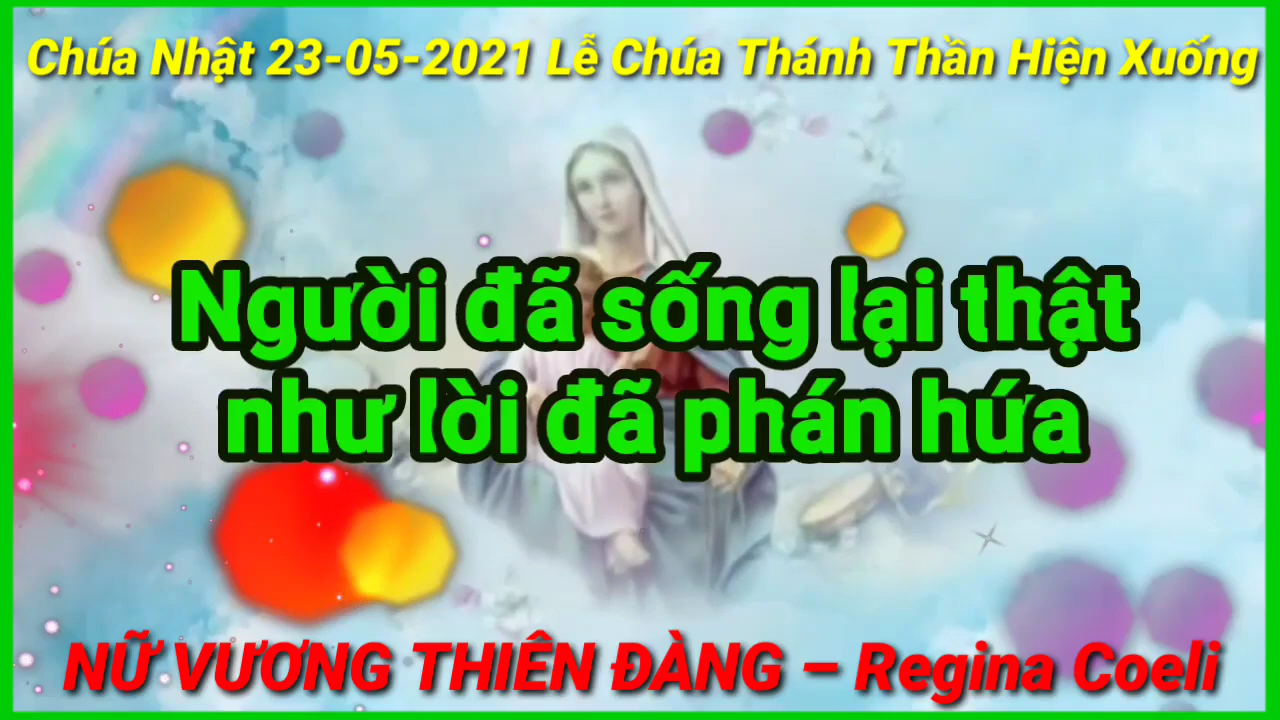 Chúa Nhật 23-05-2021 Lễ Chúa Thánh Thần Hiện Xuống
Người đã sống lại thật
như lời đã phán hứa
NỮ VƯƠNG THIÊN ĐÀNG – Regina Coeli